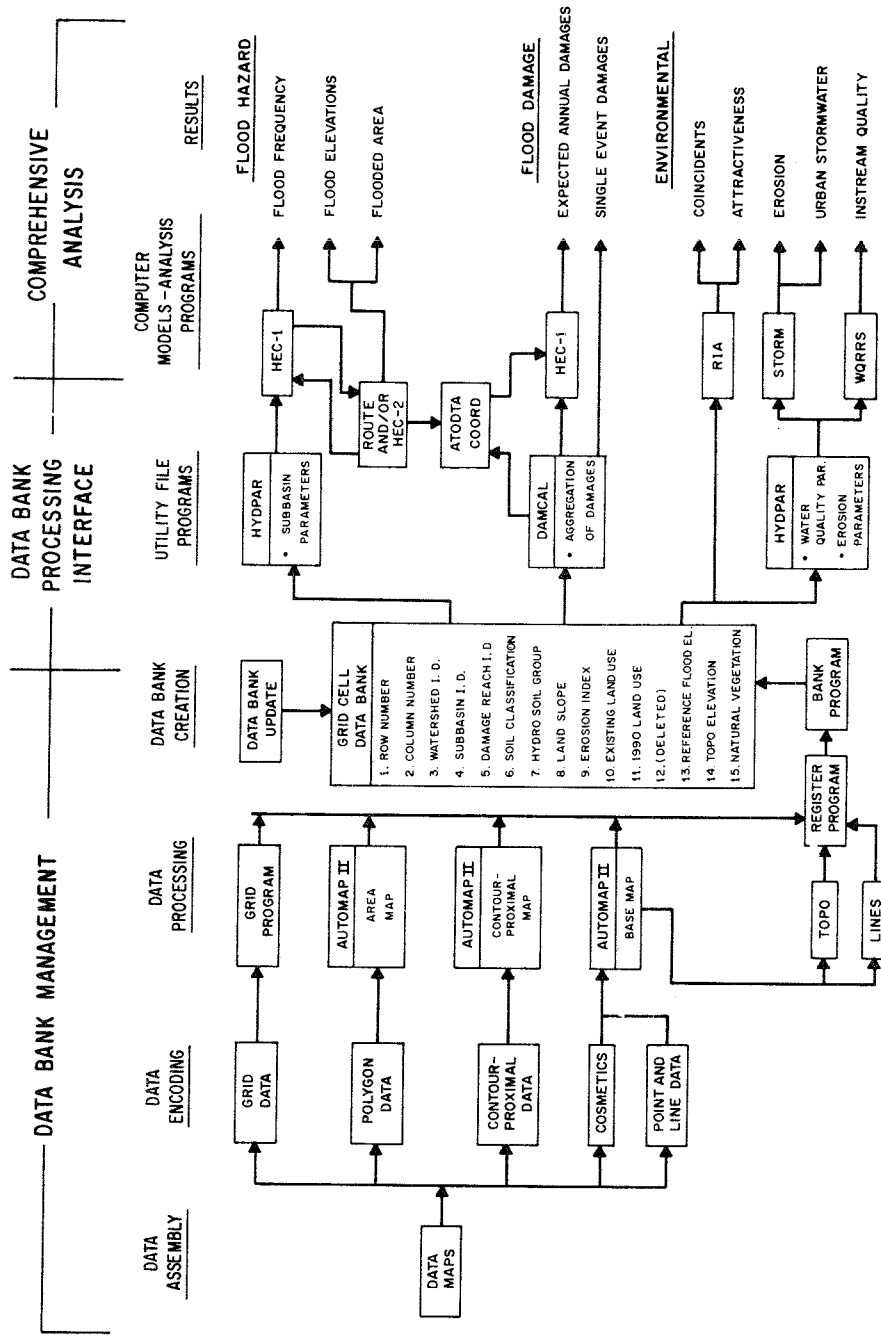 DATA BANK MANAGEMENT
DATA BANK
PROCESSING
INTERFACE
COMPREHENSIVE
ANALYSIS
DATA
ASSEMBLY
DATA
ENCODING
DATA
PROCESSING
DATA BANK
CREATION
UTILITY FILE
PROGRAMS
COMPUTER
MODELS-ANALYSIS
PROGRAMS
RESULTS
DATA
MAPS
GRID
DATA
POLYGON
DATA
CONTOUR-
PROXIMAL
DATA
COSMETICS
POINT AND
LINE DATA
GRID
PROGRAM
AUTOMAP II
AREA
MAP
AUTOMAP II
CONTOUR-
PROXIMAL
MAP
AUTOMAP II
BASE MAP
TOPO
LINES
REGISTER
PROGRAM
BANK
PROGRAM
DATA BANK
UPDATE
GRID CELL
DATA BANK
1. ROW NUMBER
2. COLUMN NUMBER
3. WATERSHED I. D.
4. SUBBASIN I. D.
5. DAMAGE REACH I.D
6. SOIL CLASSIFICATION
7. HYDRO SOIL GROUP
8. LAND SLOPE
9. EROSION INDEX
10. EXISTING LAND USE
11. 1990 LAND USE
12. (DELETED)
13. REFERENCE FLOOD EL.
14. TOPO ELEVATION
15. NATURAL VEGETATION
HYDPAR
• SUBBASIN
PARAMETERS
DAMCAL
• AGGREGATION
OF DAMAGES
HYDPAR
• WATER
QUALITY PAR.
• EROSION
PARAMETERS
HEC-1
ROUTE
AND/OR
HEC-2
ATODTA
COORD
HEC-1
RIA
STORM
WQRRS
FLOOD HAZARD
FLOOD FREQUENCY
FLOOD ELEVATIONS
FLOODED AREA
FLOOD DAMAGE
EXPECTED ANNUAL DAMAGES
SINGLE EVENT DAMAGES
ENVIRONMENTAL
COINCIDENTS
ATTRACTIVENESS
EROSION
URBAN STORMWATER
INSTREAM QUALITY